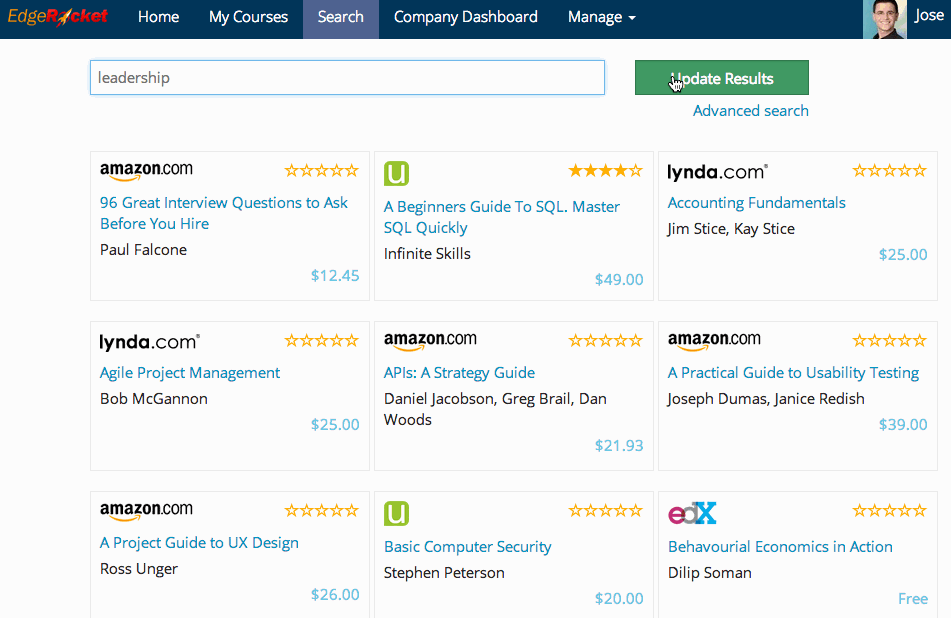 EdgeRocket Home My Courses Search Company Dashboard Manage Jose
leadership
Update Results
Advanced search
amazon.com
96 Great Interview Questions to Ask
Before You Hire
Paul Falcone
$12.45
U
A Beginners Guide To SQL. Master
SQL Quickly
Infinite Skills
$49.00
lynda.com®
Accounting Fundamentals
Jim Stice, Kay Stice
$25.00
lynda.com®
Agile Project Management
Bob McGannon
$25.00
amazon.com
APIs: A Strategy Guide
Daniel Jacobson, Greg Brail, Dan
Woods
$21.93
amazon.com
A Practical Guide to Usability Testing
Joseph Dumas, Janice Redish
$39.00
amazon.com
A Project Guide to UX Design
Ross Unger
$26.00
U
Basic Computer Security
Stephen Peterson
$20.00
edX
Behavourial Economics in Action
Dilip Soman
Free